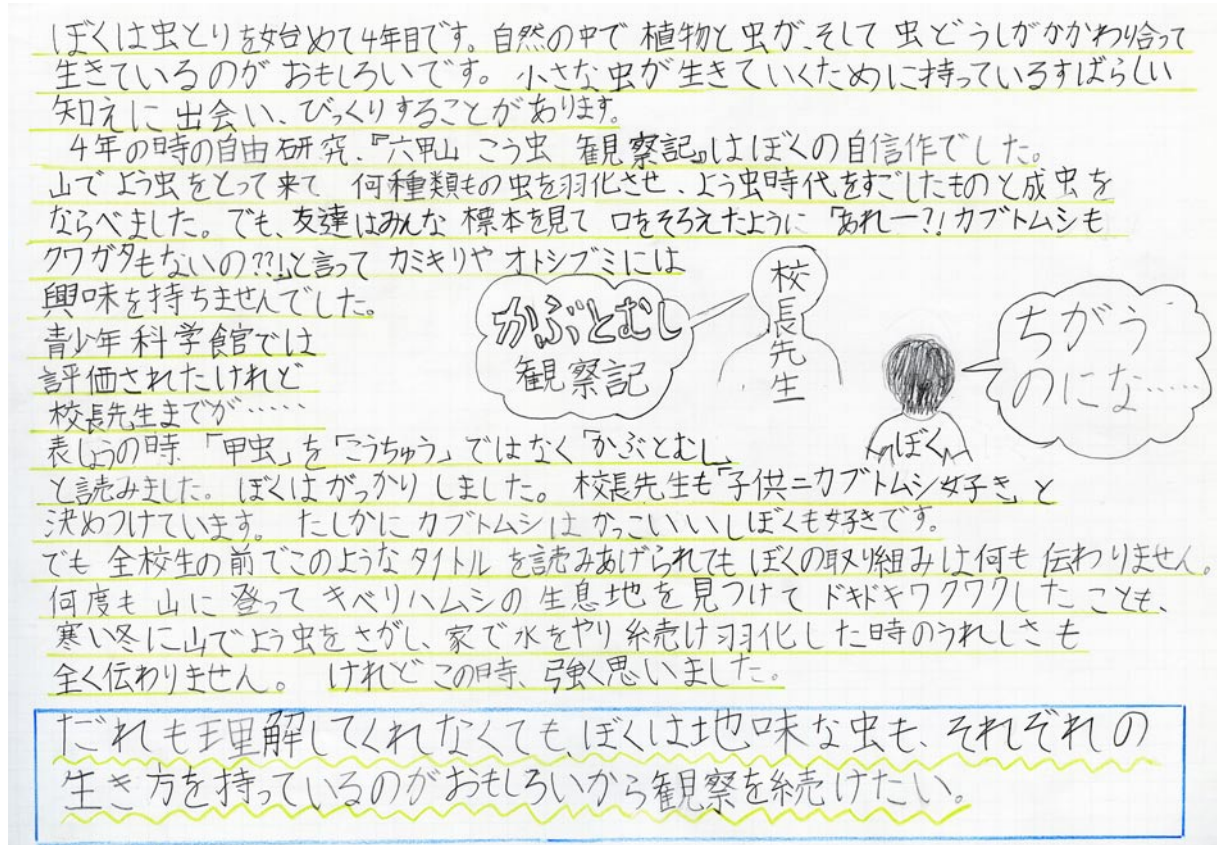 ぼくは虫とりを始めて4年目です。自然の中で 植物と虫が、そして 虫どうしがかかわり合って
生きているのが おもしろいです。 小さな虫が生きていくために持っているすばらしい
知えに 出会い、びっくりすることがあります。
4年の時の自由研究、『六甲山 こう虫 観察記』はぼくの自信作でした。
山で よう虫をとって来て 何種類もの虫を羽化させ、よう虫時代をすごしたものと成虫を
ならべました。でも、友達はみんな 標本を見て 口をそろえたように 「あれー?! カブトムシも
クワガタもないの??」と言って カミキリや オトシブミには
興味を持ちませんでした。
青少年科学館では
評価されたけれど
校長先生までが……
表しょうの時 「甲虫」を「こうちゅう」ではなく「かぶとむし」
と読みました。 ぼくはがっかりしました。 校長先生も「子供=カブトムシ好き」と
決めつけています。 たしかに カブトムシは かっこいいしぼくも好きです。
でも 全校生の前でこのようなタイトル を読みあげられても ぼくの取り組みは何も 伝わりません。
何度も 山に 登って キベリハムシの 生息地を見つけて ドキドキワクワクしたことも、
寒い冬に山でよう虫をさがし、家で水をやり続け羽化した時のうれしさも
全く伝わりません。 けれど この時、強く思いました。
だれも理解してくれなくても、ぼくは地味な虫も、それぞれの
生き方を持っているのがおもしろいから観察を続けたい。
かぶとむし
観察記
校長先生
ぼく
ちがう
のにな……